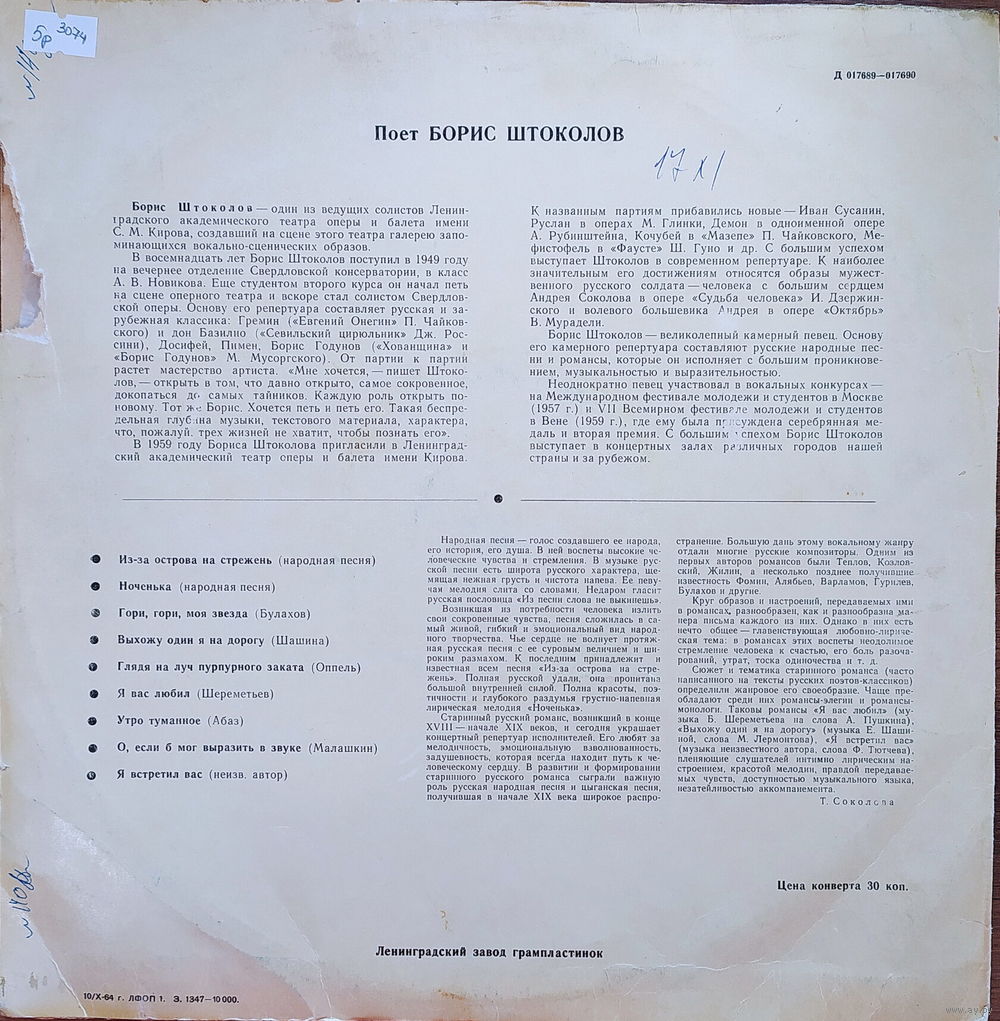 5р 3074
Д 017689—017690
Поет БОРИС ШТОКОЛОВ
17 XI
Борис Штоколов — один из ведущих солистов Ленин-
градского академического театра оперы и балета имени
С. М. Кирова, создавший на сцене этого театра галерею запо-
минающихся вокально-сценических образов.
В восемнадцать лет Борис Штоколов поступил в 1949 году
на вечернее отделение Свердловской консерватории, в класс
А. В. Новикова. Еще студентом второго курса он начал петь
на сцене оперного театра и вскоре стал солистом Свердлов-
ской оперы. Основу его репертуара составляет русская и за-
рубежная классика: Гремин («Евгений Онегин» П. Чайков-
ского) и дон Базилио («Севильский цирюльник» Дж. Рос-
сини), Досифей, Пимен, Борис Годунов («Хованщина» и
«Борис Годунов» М. Мусоргского). От партии к партии
растет мастерство артиста. «Мне хочется, — пишет Штоко-
лов, — открыть в том, что давно открыто, самое сокровенное,
докопаться до самых тайников. Каждую роль открыть по-
новому. Тот же Борис. Хочется петь и петь его. Такая беспре-
дельная глубина музыки, текстового материала, характера,
что, пожалуй, трех жизней не хватит, чтобы познать его».
В 1959 году Бориса Штоколова пригласили в Ленинград-
ский академический театр оперы и балета имени Кирова.
К названным партиям прибавились новые — Иван Сусанин,
Руслан в операх М. Глинки, Демон в одноименной опере
А. Рубинштейна, Кочубей в «Мазепе» П. Чайковского, Ме-
фистофель в «Фаусте» Ш. Гуно и др. С большим успехом
выступает Штоколов в современном репертуаре. К наиболее
значительным его достижениям относятся образы мужест-
венного русского солдата — человека с большим сердцем
Андрея Соколова в опере «Судьба человека» И. Дзержин-
ского и волевого большевика Андрея в опере «Октябрь»
В. Мурадели.
Борис Штоколов — великолепный камерный певец. Основу
его камерного репертуара составляют русские народные пес-
ни и романсы, которые он исполняет с большим проникнове-
нием, музыкальностью и выразительностью.
Неоднократно певец участвовал в вокальных конкурсах —
на Международном фестивале молодежи и студентов в Москве
(1957 г.) и VII Всемирном фестивале молодежи и студентов
в Вене (1959 г.), где ему была присуждена серебряная ме-
даль и вторая премия. С большим успехом Борис Штоколов
выступает в концертных залах различных городов нашей
страны и за рубежом.
Из-за острова на стрежень (народная песня)
Ноченька (народная песня)
Гори, гори, моя звезда (Булахов)
Выхожу один я на дорогу (Шашина)
Глядя на луч пурпурного заката (Оппель)
Я вас любил (Шереметьев)
Утро туманное (Абаз)
О, если б мог выразить в звуке (Малашкин)
Я встретил вас (неизв. автор)
Народная песня — голос создавшего ее народа,
его история, его душа. В ней воспеты высокие че-
ловеческие чувства и стремления. В музыке рус-
ской песни есть широта русского характера, ще-
мящая нежная грусть и чистота напева. Ее певу-
чая мелодия слита со словами. Недаром гласит
русская пословица «Из песни слова не выкинешь».
Возникшая из потребности человека излить
свои сокровенные чувства, песня сложилась в са-
мый живой, гибкий и эмоциональный вид народ-
ного творчества. Чье сердце не волнует протяж-
ная русская песня с ее суровым величием и ши-
роким размахом. К последним принадлежит и
известная всем песня «Из-за острова на стре-
жень». Полная русской удали, она пропитана
большой внутренней силой. Полна красоты, поэ-
тичности и глубокого раздумья грустно-напевная
лирическая мелодия «Ноченька».
Старинный русский романс, возникший в конце
XVIII — начале XIX веков, и сегодня украшает
концертный репертуар исполнителей. Его любят за
мелодичность, эмоциональную взволнованность,
задушевность, которая всегда находит путь к че-
ловеческому сердцу. В развитии и формировании
старинного русского романса сыграли важную
роль русская народная песня и цыганская песня,
получившая в начале XIX века широкое распро-
странение. Большую дань этому вокальному жанру
отдали многие русские композиторы. Одним из
первых авторов романсов были Теплов, Козлов-
ский, Жилин, а несколько позднее получившие
известность Фомин, Алябьев, Варламов, Гурилев,
Булахов и другие.
Круг образов и настроений, передаваемых ими
в романсах, разнообразен, как и разнообразна ма-
нера письма каждого из них. Однако в них есть
нечто общее — главенствующая любовно-лириче-
ская тема: в романсах этих воспеты неодолимое
стремление человека к счастью, его боль разоча-
рований, утрат, тоска одиночества и т. д.
Сюжет и тематика старинного романса (часто
написанного на тексты русских поэтов-классиков)
определили жанровое его своеобразие. Чаще пре-
обладают среди них романсы-элегии и романсы-
монологи. Таковы романсы «Я вас любил» (му-
зыка Б. Шереметьева на слова А. Пушкина),
«Выхожу один я на дорогу» (музыка Е. Шаши-
ной, слова М. Лермонтова), «Я встретил вас»
(музыка неизвестного автора, слова Ф. Тютчева),
пленяющие слушателей интимно лирическим на-
строением, красотой мелодии, правдой передавае-
мых чувств, доступностью музыкального языка,
незатейливостью аккомпанемента.
Т. Соколова
Цена конверта 30 коп.
Ленинградский завод грампластинок
10/X-64 г. ЛФОП 1. З. 1347—10 000.
www.ay.by